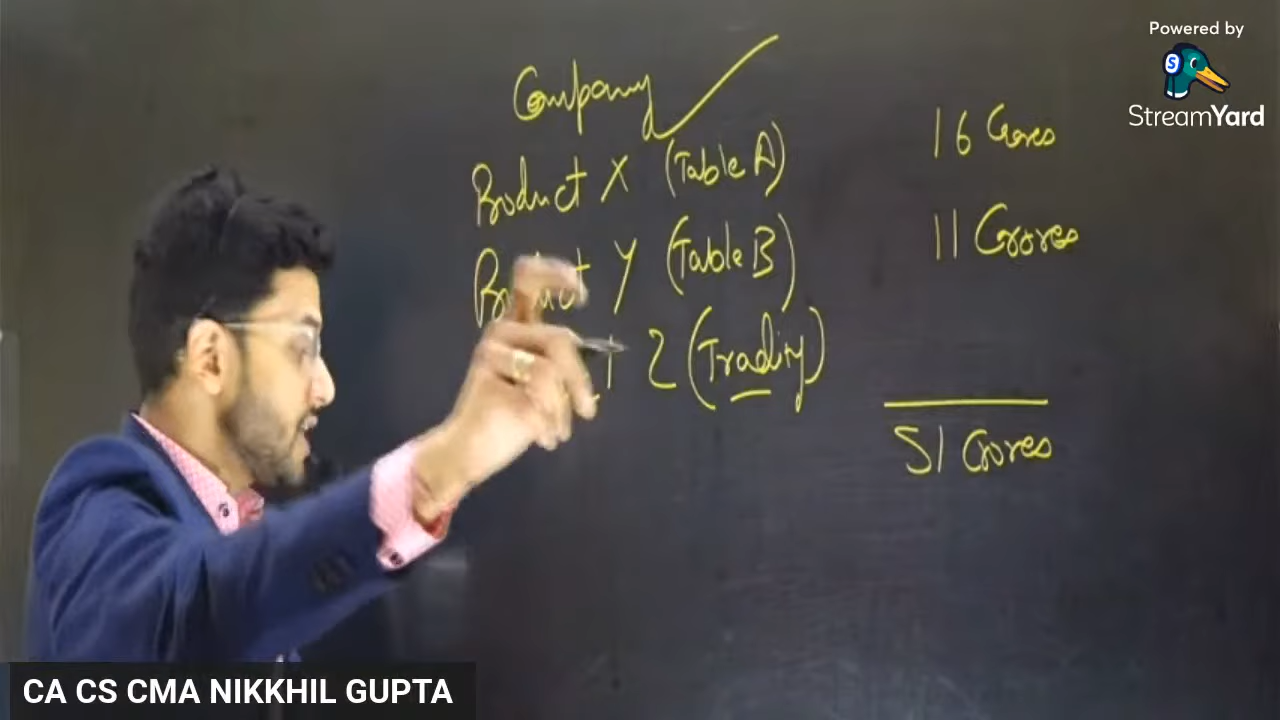 Powered by
StreamYard
Company
Product X (Table A) 16 Crores
Product Y (Table B) 11 Crores
Z (Trading)
51 Crores
CA CS CMA NIKKHIL GUPTA